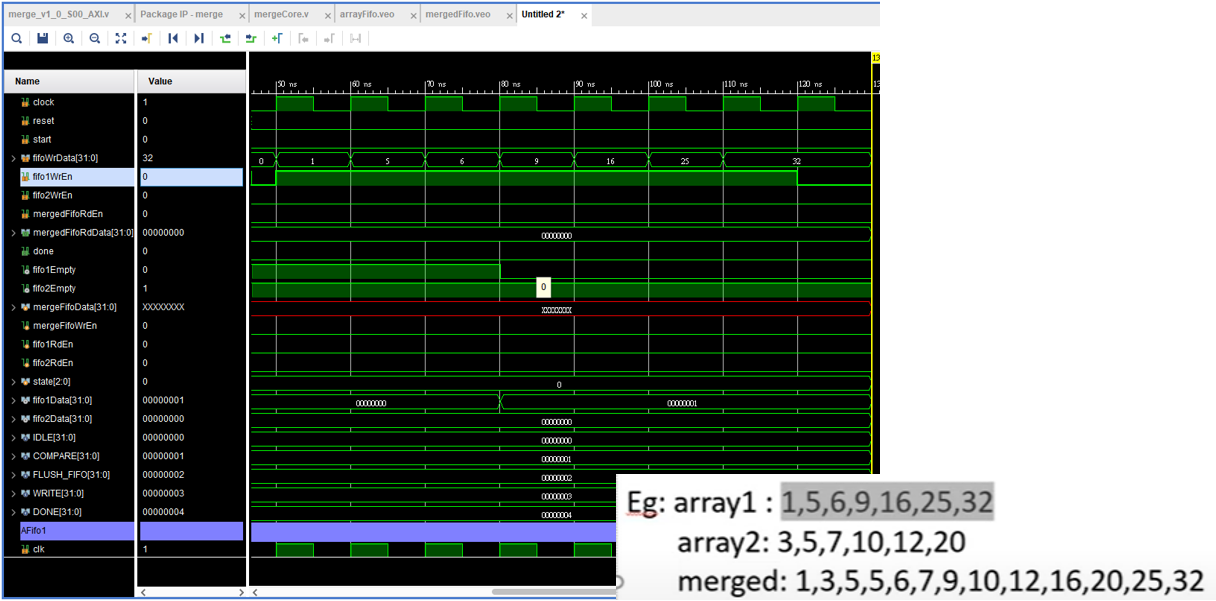 merge_v1_0_S00_AXI.v × Package IP - merge × mergeCore.v × arrayFifo.veo × mergedFifo.veo × Untitled 2* ×
13
Name Value 50 ns 60 ns 70 ns 80 ns 90 ns 100 ns 110 ns 120 ns 13
clock 1
reset 0
start 0
fifoWrData[31:0] 32 0 1 5 6 9 16 25 32
fifo1WrEn 0
fifo2WrEn 0
mergedFifoRdEn 0
mergedFifoRdData[31:0] 00000000 00000000
done 0
fifo1Empty 0
fifo2Empty 1 0
mergeFifoData[31:0] XXXXXXXX XXXXXXXX
mergeFifoWrEn 0
fifo1RdEn 0
fifo2RdEn 0
state[2:0] 0 0
fifo1Data[31:0] 00000001 00000000 00000001
fifo2Data[31:0] 00000000 00000000
IDLE[31:0] 00000000 00000000
COMPARE[31:0] 00000001 00000001
FLUSH_FIFO[31:0] 00000002 00000002
WRITE[31:0] 00000003 00000003
DONE[31:0] 00000004 00000004
AFifo1
clk 1
Eg: array1 : 1,5,6,9,16,25,32
array2: 3,5,7,10,12,20
merged: 1,3,5,5,6,7,9,10,12,16,20,25,32